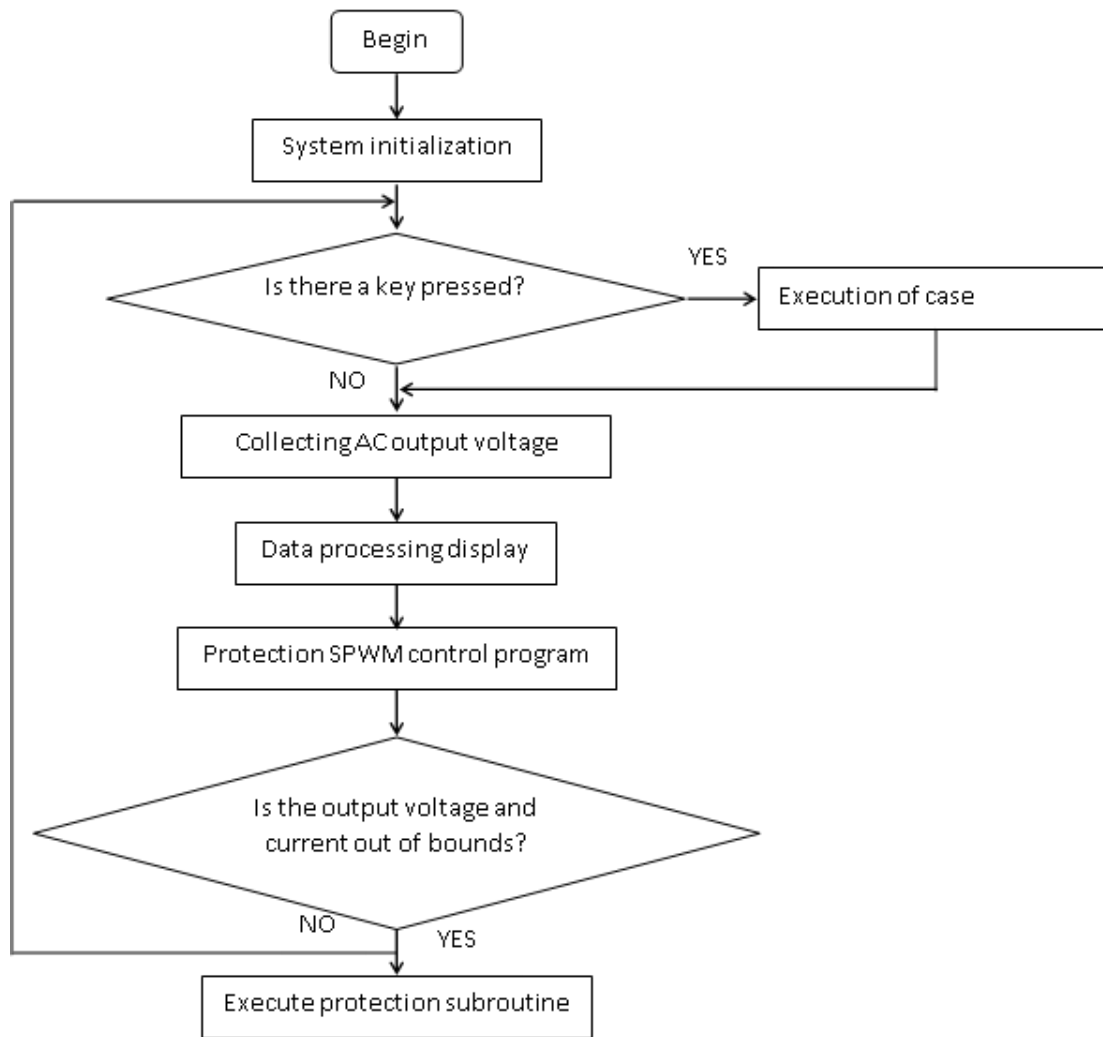 Begin
System initialization
Is there a key pressed?
YES
Execution of case
NO
Collecting AC output voltage
Data processing display
Protection SPWM control program
Is the output voltage and
current out of bounds?
NO
YES
Execute protection subroutine